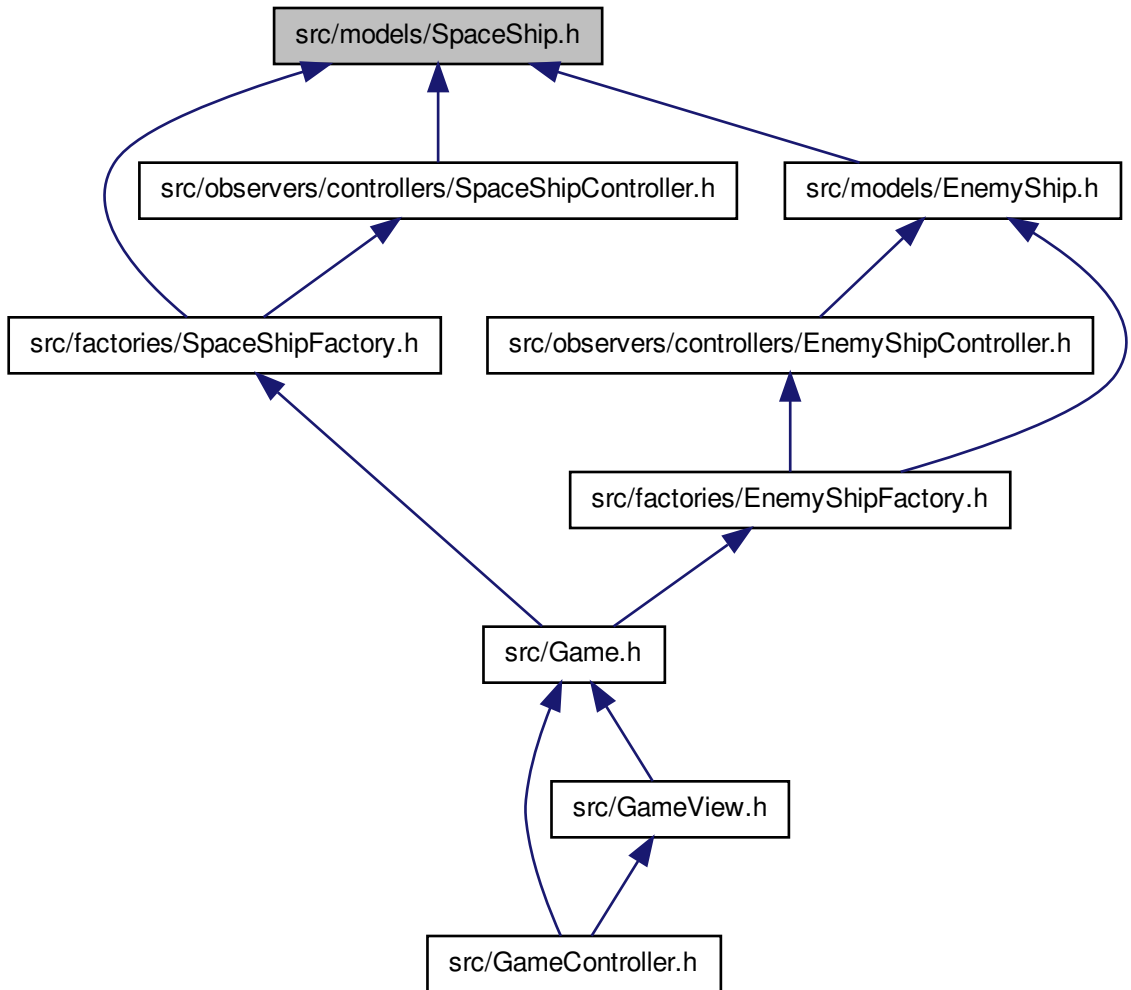 src/models/SpaceShip.h
src/observers/controllers/SpaceShipController.h
src/models/EnemyShip.h
src/factories/SpaceShipFactory.h
src/observers/controllers/EnemyShipController.h
src/factories/EnemyShipFactory.h
src/Game.h
src/GameView.h
src/GameController.h